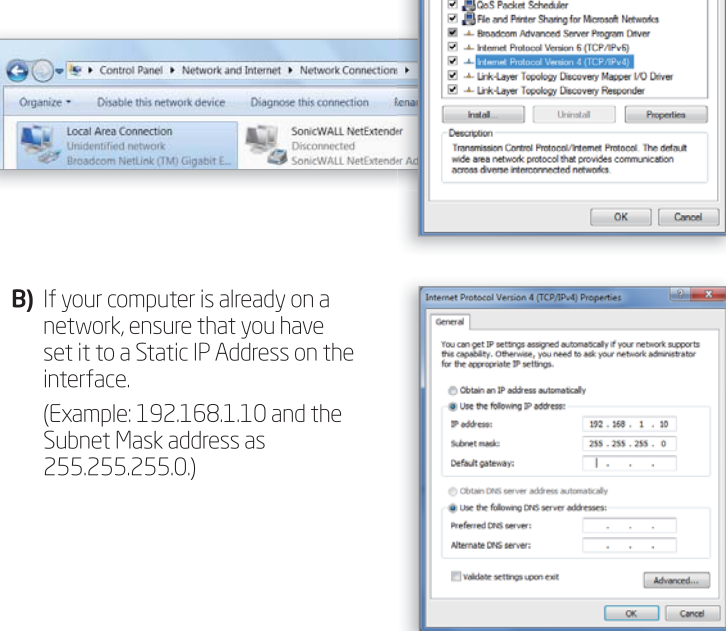 QoS Packet Scheduler
File and Printer Sharing for Microsoft Networks
Broadcom Advanced Server Program Driver
Internet Protocol Version 6 (TCP/IPv6)
Internet Protocol Version 4 (TCP/IPv4)
Link-Layer Topology Discovery Mapper I/O Driver
Link-Layer Topology Discovery Responder
Install... Uninstall Properties
Description
Transmission Control Protocol/Internet Protocol. The default
wide area network protocol that provides communication
across diverse interconnected networks.
OK Cancel
Control Panel Network and Internet Network Connections
Organize Disable this network device Diagnose this connection Rena
Local Area Connection
Unidentified network
Broadcom NetLink (TM) Gigabit E...
SonicWALL NetExtender
Disconnected
SonicWALL NetExtender Ad
B) If your computer is already on a
network, ensure that you have
set it to a Static IP Address on the
interface.
(Example: 192.168.1.10 and the
Subnet Mask address as
255.255.255.0.)
Internet Protocol Version 4 (TCP/IPv4) Properties
General
You can get IP settings assigned automatically if your network supports
this capability. Otherwise, you need to ask your network administrator
for the appropriate IP settings.
Obtain an IP address automatically
Use the following IP address:
IP address: 192 . 168 . 1 . 10
Subnet mask: 255 . 255 . 255 . 0
Default gateway: . . .
Obtain DNS server address automatically
Use the following DNS server addresses:
Preferred DNS server: . . .
Alternate DNS server: . . .
Validate settings upon exit
Advanced...
OK Cancel